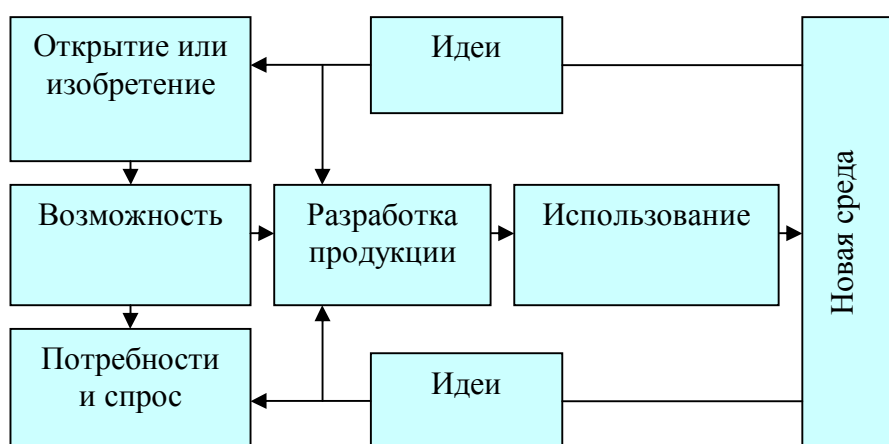 Открытие или
изобретение
Идеи
Возможность
Разработка
продукции
Использование
Новая среда
Потребности
и спрос
Идеи